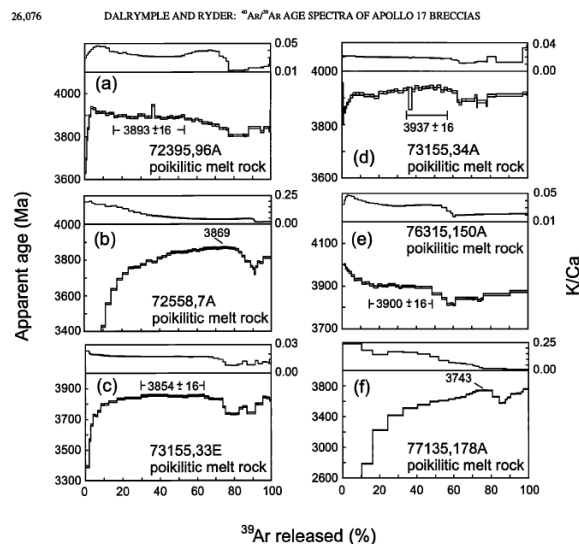 26,076 DALRYMPLE AND RYDER: ⁴⁰AR/³⁹AR AGE SPECTRA OF APOLLO 17 BRECCIAS
0.05
0.01
(a)
4000
3800
3600
3893 ± 16
72395,96A
poikilitic melt rock
0.25
0.00
(b)
4000
3800
3600
3400
3869
72558,7A
poikilitic melt rock
0.03
0.00
(c)
3900
3700
3500
3300
3854 ± 16
73155,33E
poikilitic melt rock
0 20 40 60 80 100
0.04
0.00
4000
3800
3600
3937 ± 16
(d)
73155,34A
poikilitic melt rock
0.05
0.01
(e)
4100
3900
3700
76315,150A
poikilitic melt rock
3900 ± 16
0.25
0.00
(f)
3800
3400
3000
2600
3743
77135,178A
poikilitic melt rock
0 20 40 60 80 100
Apparent age (Ma)
K/Ca
³⁹Ar released (%)